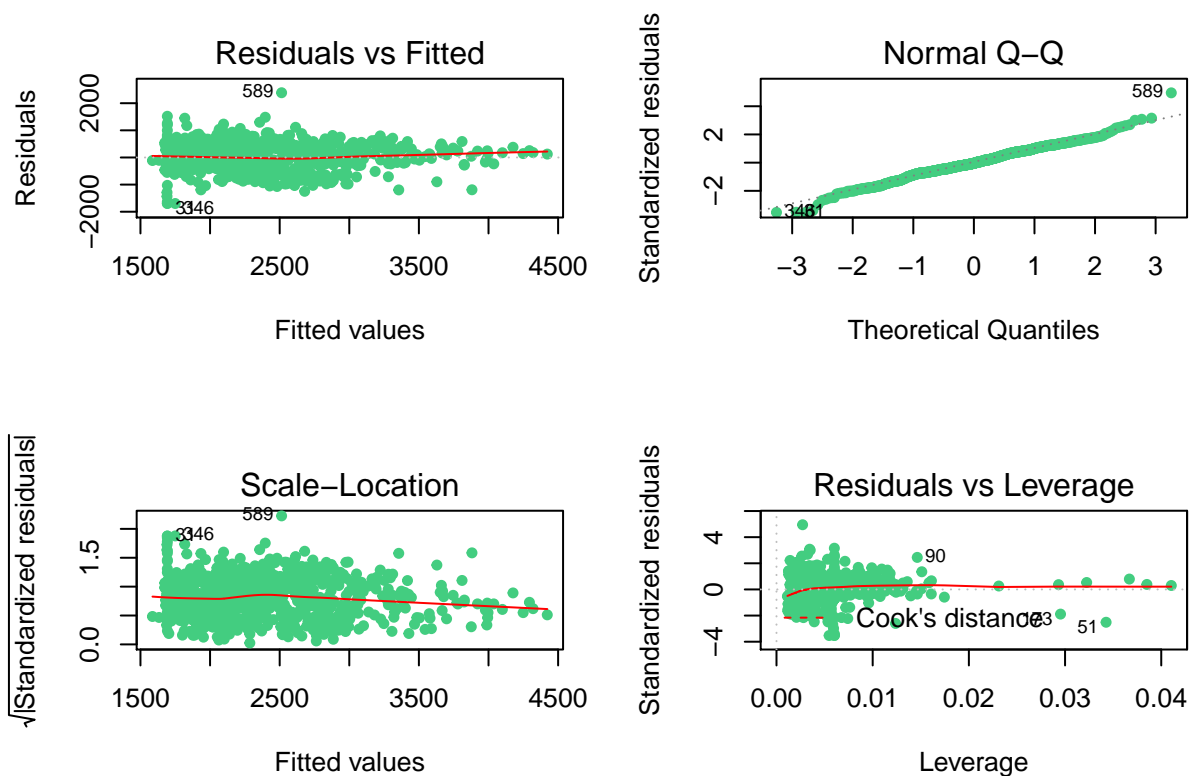 Residuals vs Fitted
Residuals
2000
−2000
589
346
1500
2500
3500
4500
Fitted values
Normal Q−Q
Standardized residuals
2
−2
589
−3
−2
−1
0
1
2
3
Theoretical Quantiles
Scale−Location
√|Standardized residuals|
1.5
0.0
589
346
1500
2500
3500
4500
Fitted values
Residuals vs Leverage
Standardized residuals
4
0
−4
90
Cook's distance
51
0.00
0.01
0.02
0.03
0.04
Leverage